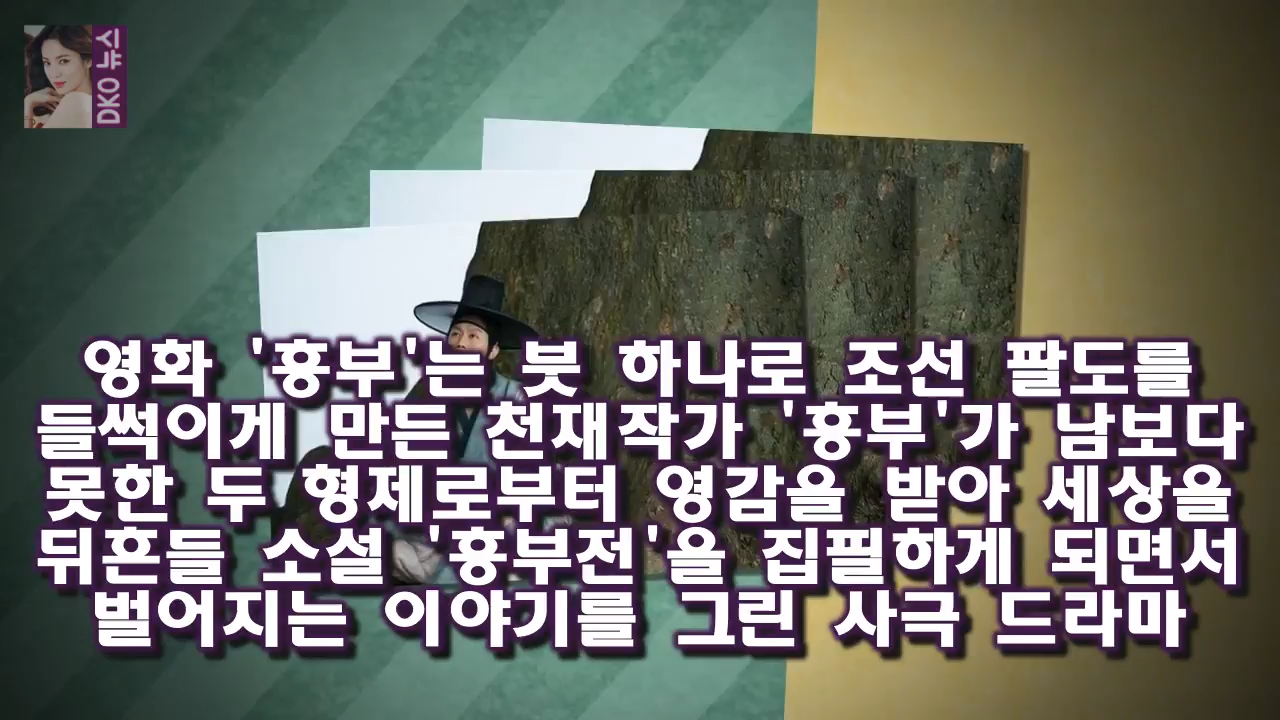 DKO 뉴스
영화 '흥부'는 붓 하나로 조선 팔도를
들썩이게 만든 천재작가 '흥부'가 남보다
못한 두 형제로부터 영감을 받아 세상을
뒤흔들 소설 '흥부전'을 집필하게 되면서
벌어지는 이야기를 그린 사극 드라마